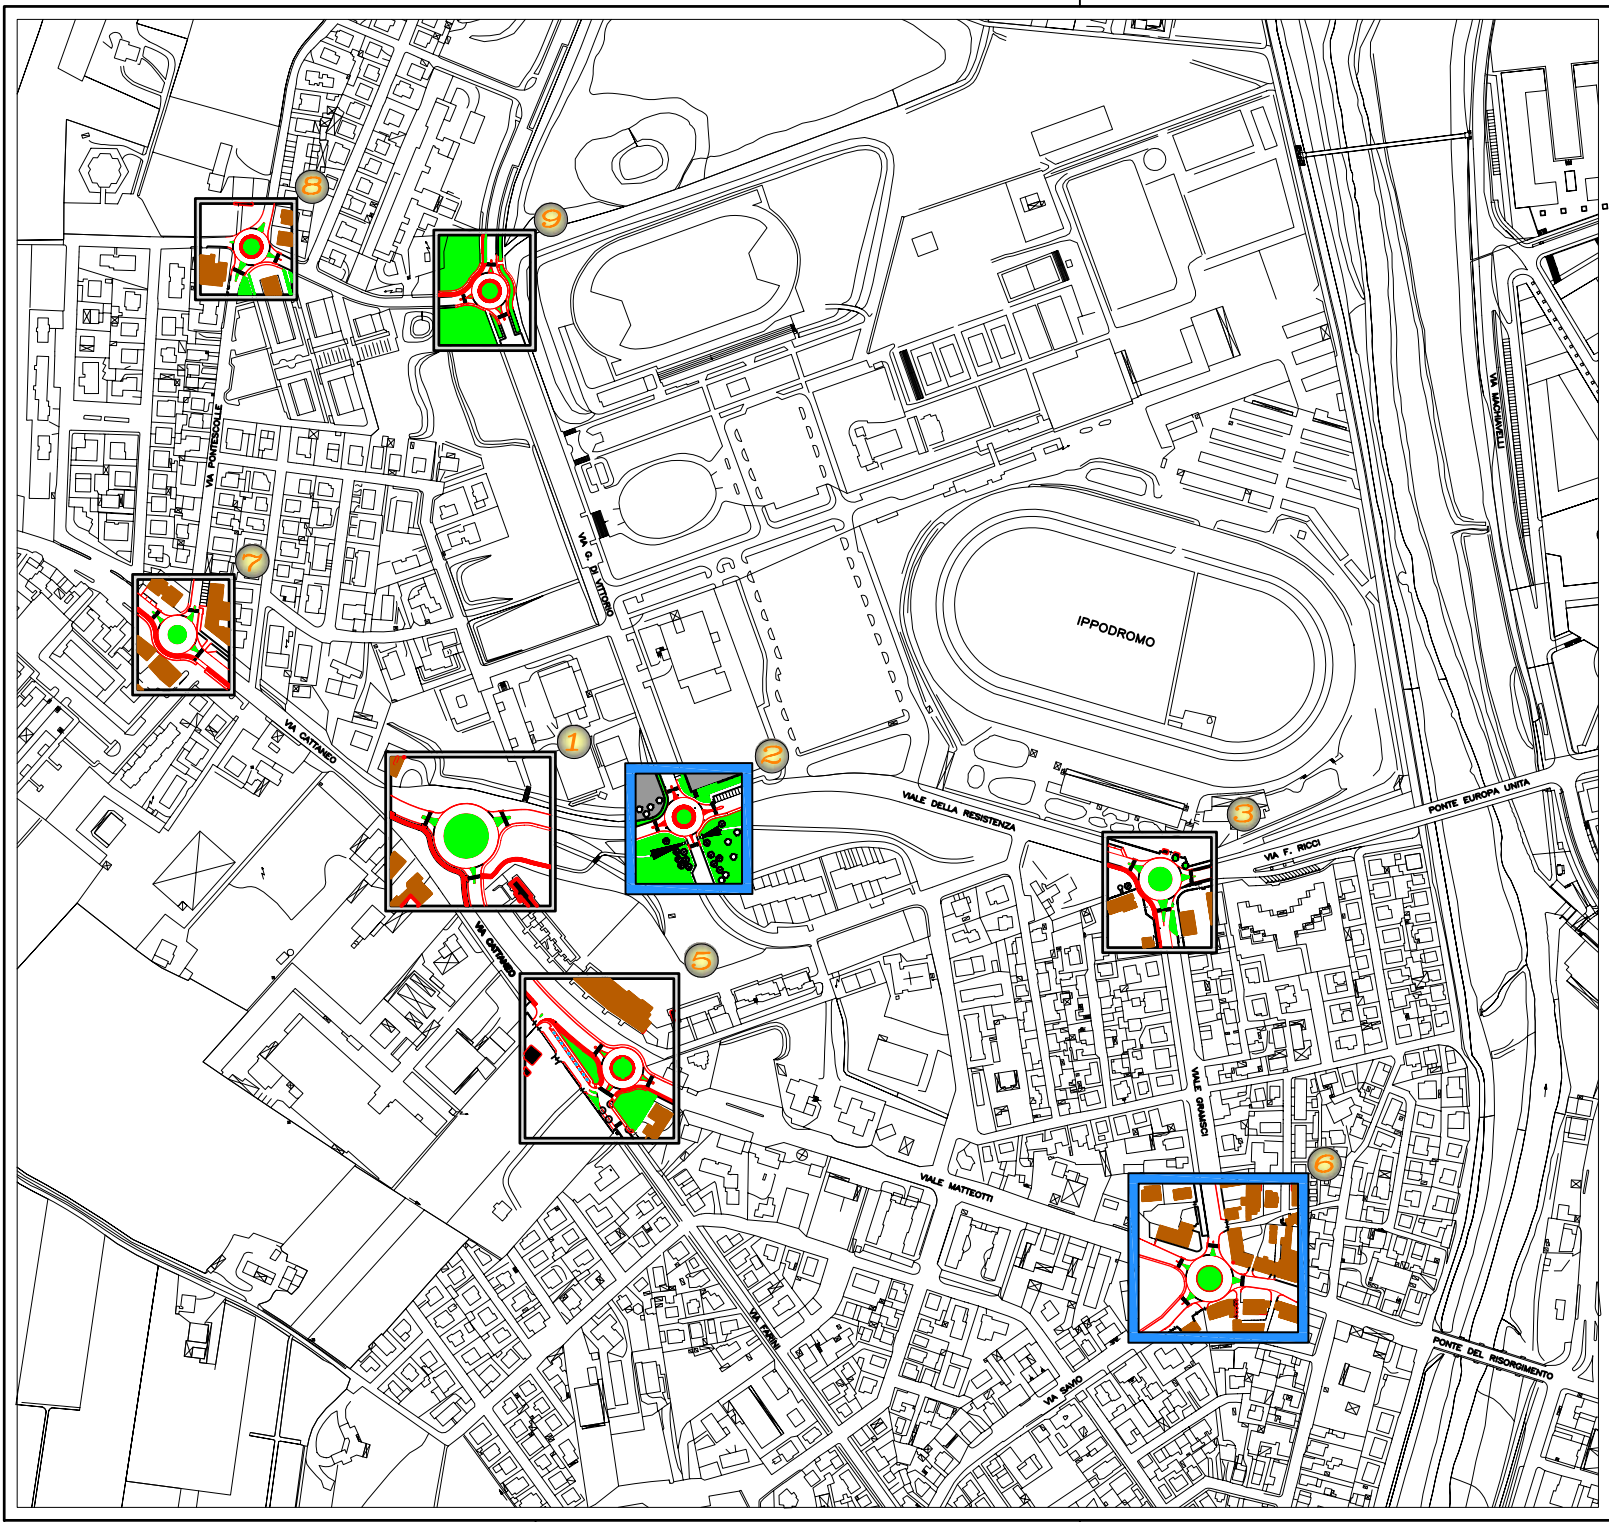 8
9
VIA MACHIAVELLI
VIA PONTESCOLLE
7
VIA G. DI VITTORIO
IPPODROMO
VIA CATTANEO
1
2
VIALE DELLA RESISTENZA
3
PONTE EUROPA UNITA
VIA F. RICCI
VIA CATTANEO
5
VIALE GRAMSCI
6
VIALE MATTEOTTI
VIA FARINI
PONTE DEL RISORGIMENTO
VIA SAVIO